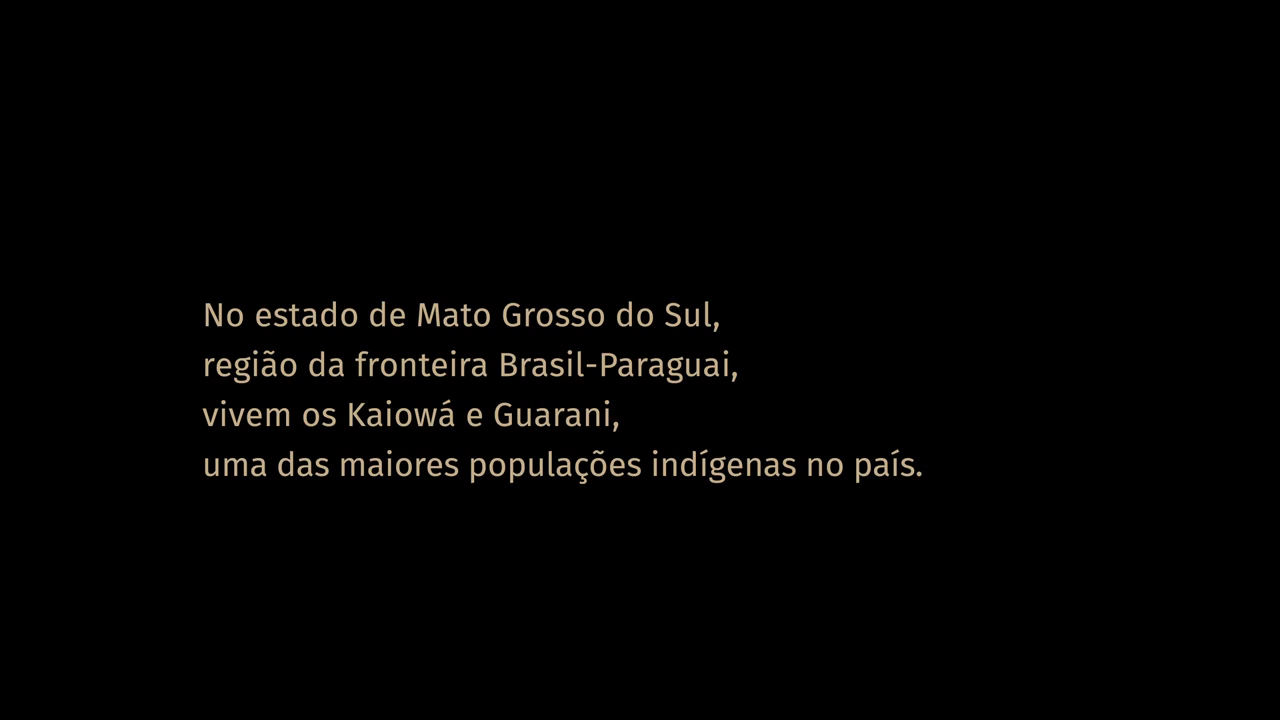 No estado de Mato Grosso do Sul,
região da fronteira Brasil-Paraguai,
vivem os Kaiowá e Guarani,
uma das maiores populações indígenas no país.